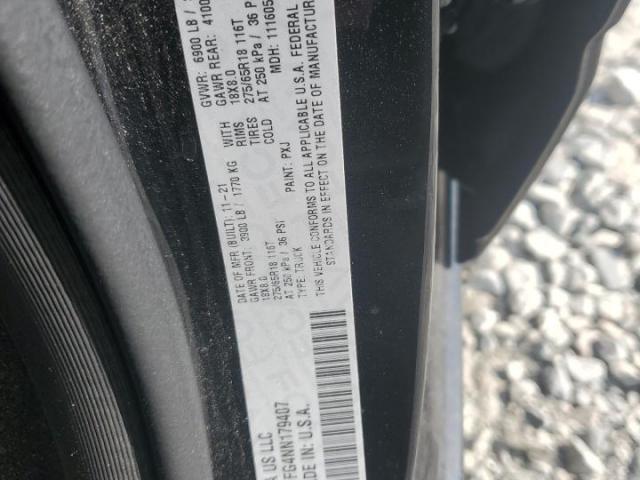 A US LLC
DATE OF MFR (BUILT): 11-21 GVWR: 6900 LB /
GAWR FRONT: 3900 LB / 1770 KG WITH GAWR REAR: 4100
18X8.0 RIMS 18X8.0
275/65R18 116T TIRES 275/65R18 116T
AT 250 kPa / 36 PSI COLD AT 250 kPa / 36 P
TYPE: TRUCK PAINT: PXJ MDH: 111605
THIS VEHICLE CONFORMS TO ALL APPLICABLE U.S.A. FEDERAL
STANDARDS IN EFFECT ON THE DATE OF MANUFACTUR
FG4NN179407
DE IN: U.S.A.